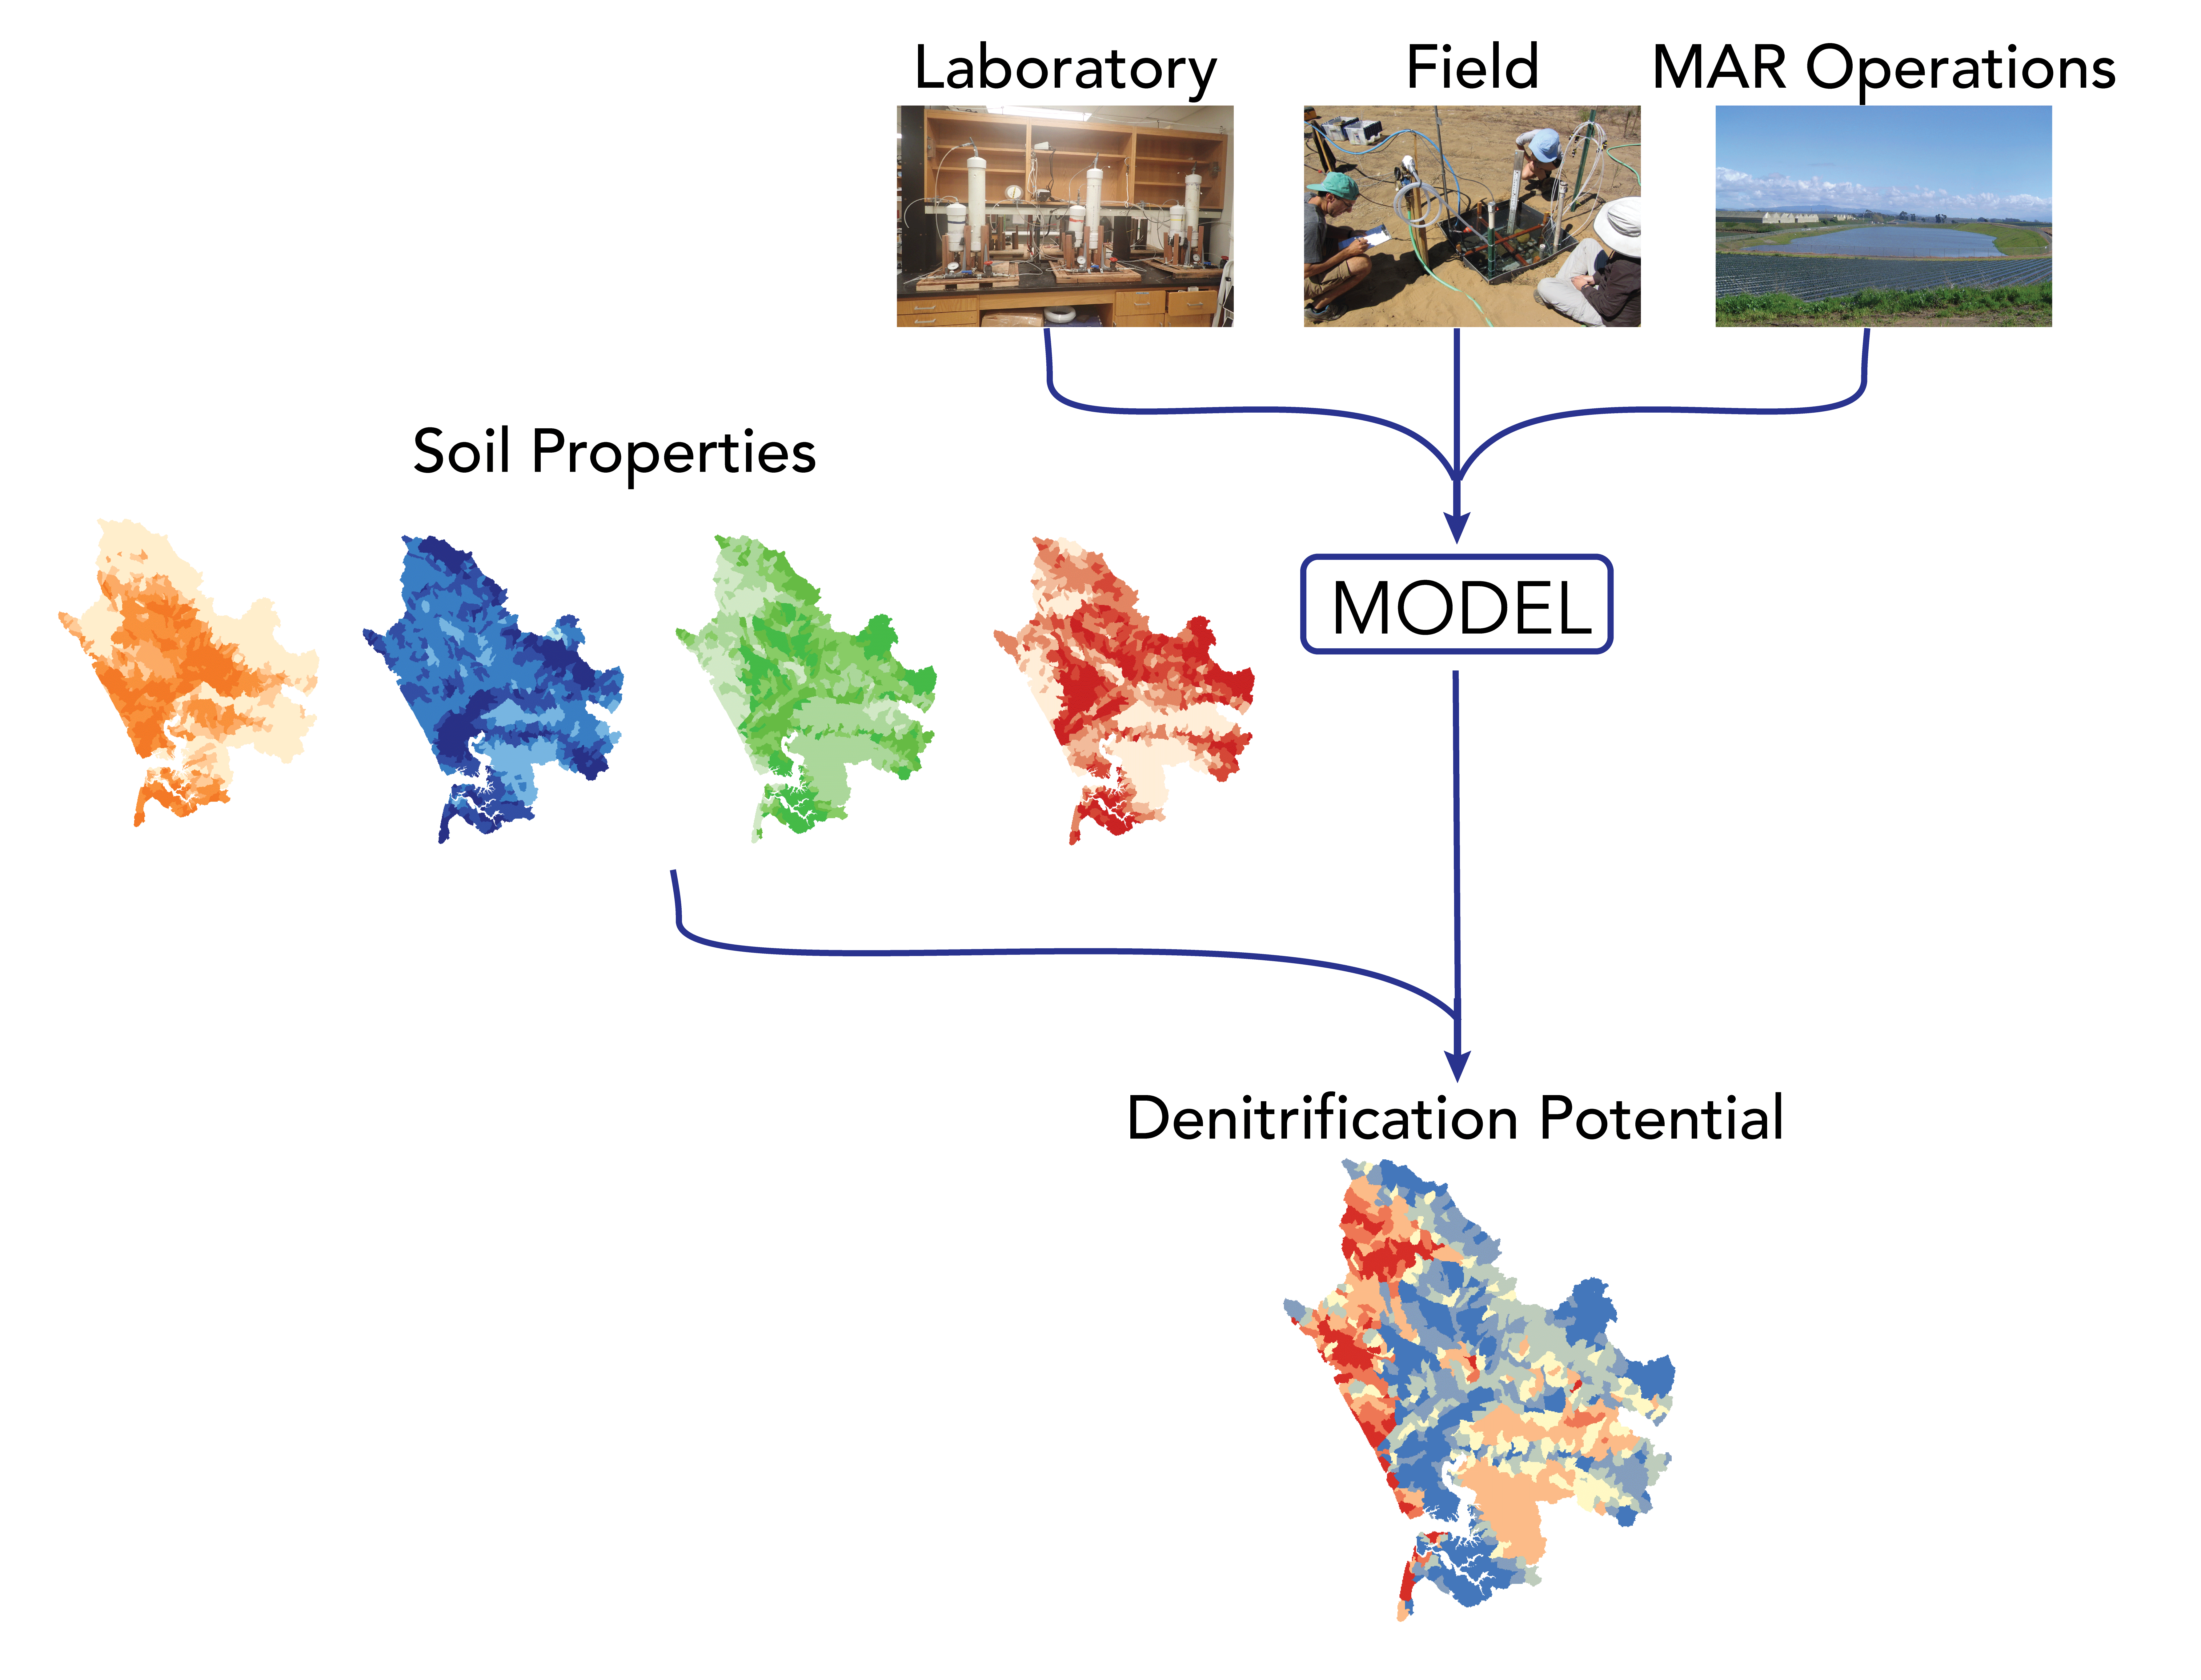 Laboratory
Field
MAR Operations
Soil Properties
MODEL
Denitrification Potential